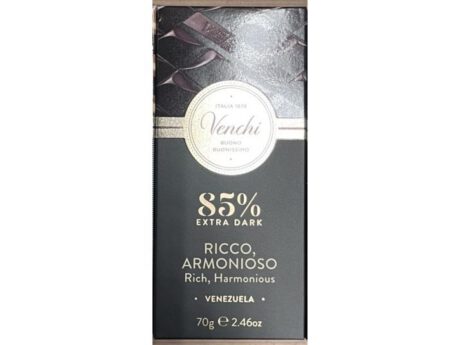 ITALIA 1878
Venchi
BUONO
BUONISSIMO
85%
EXTRA DARK
RICCO,
ARMONIOSO
Rich, Harmonious
• VENEZUELA •
70g ℮ 2.46oz